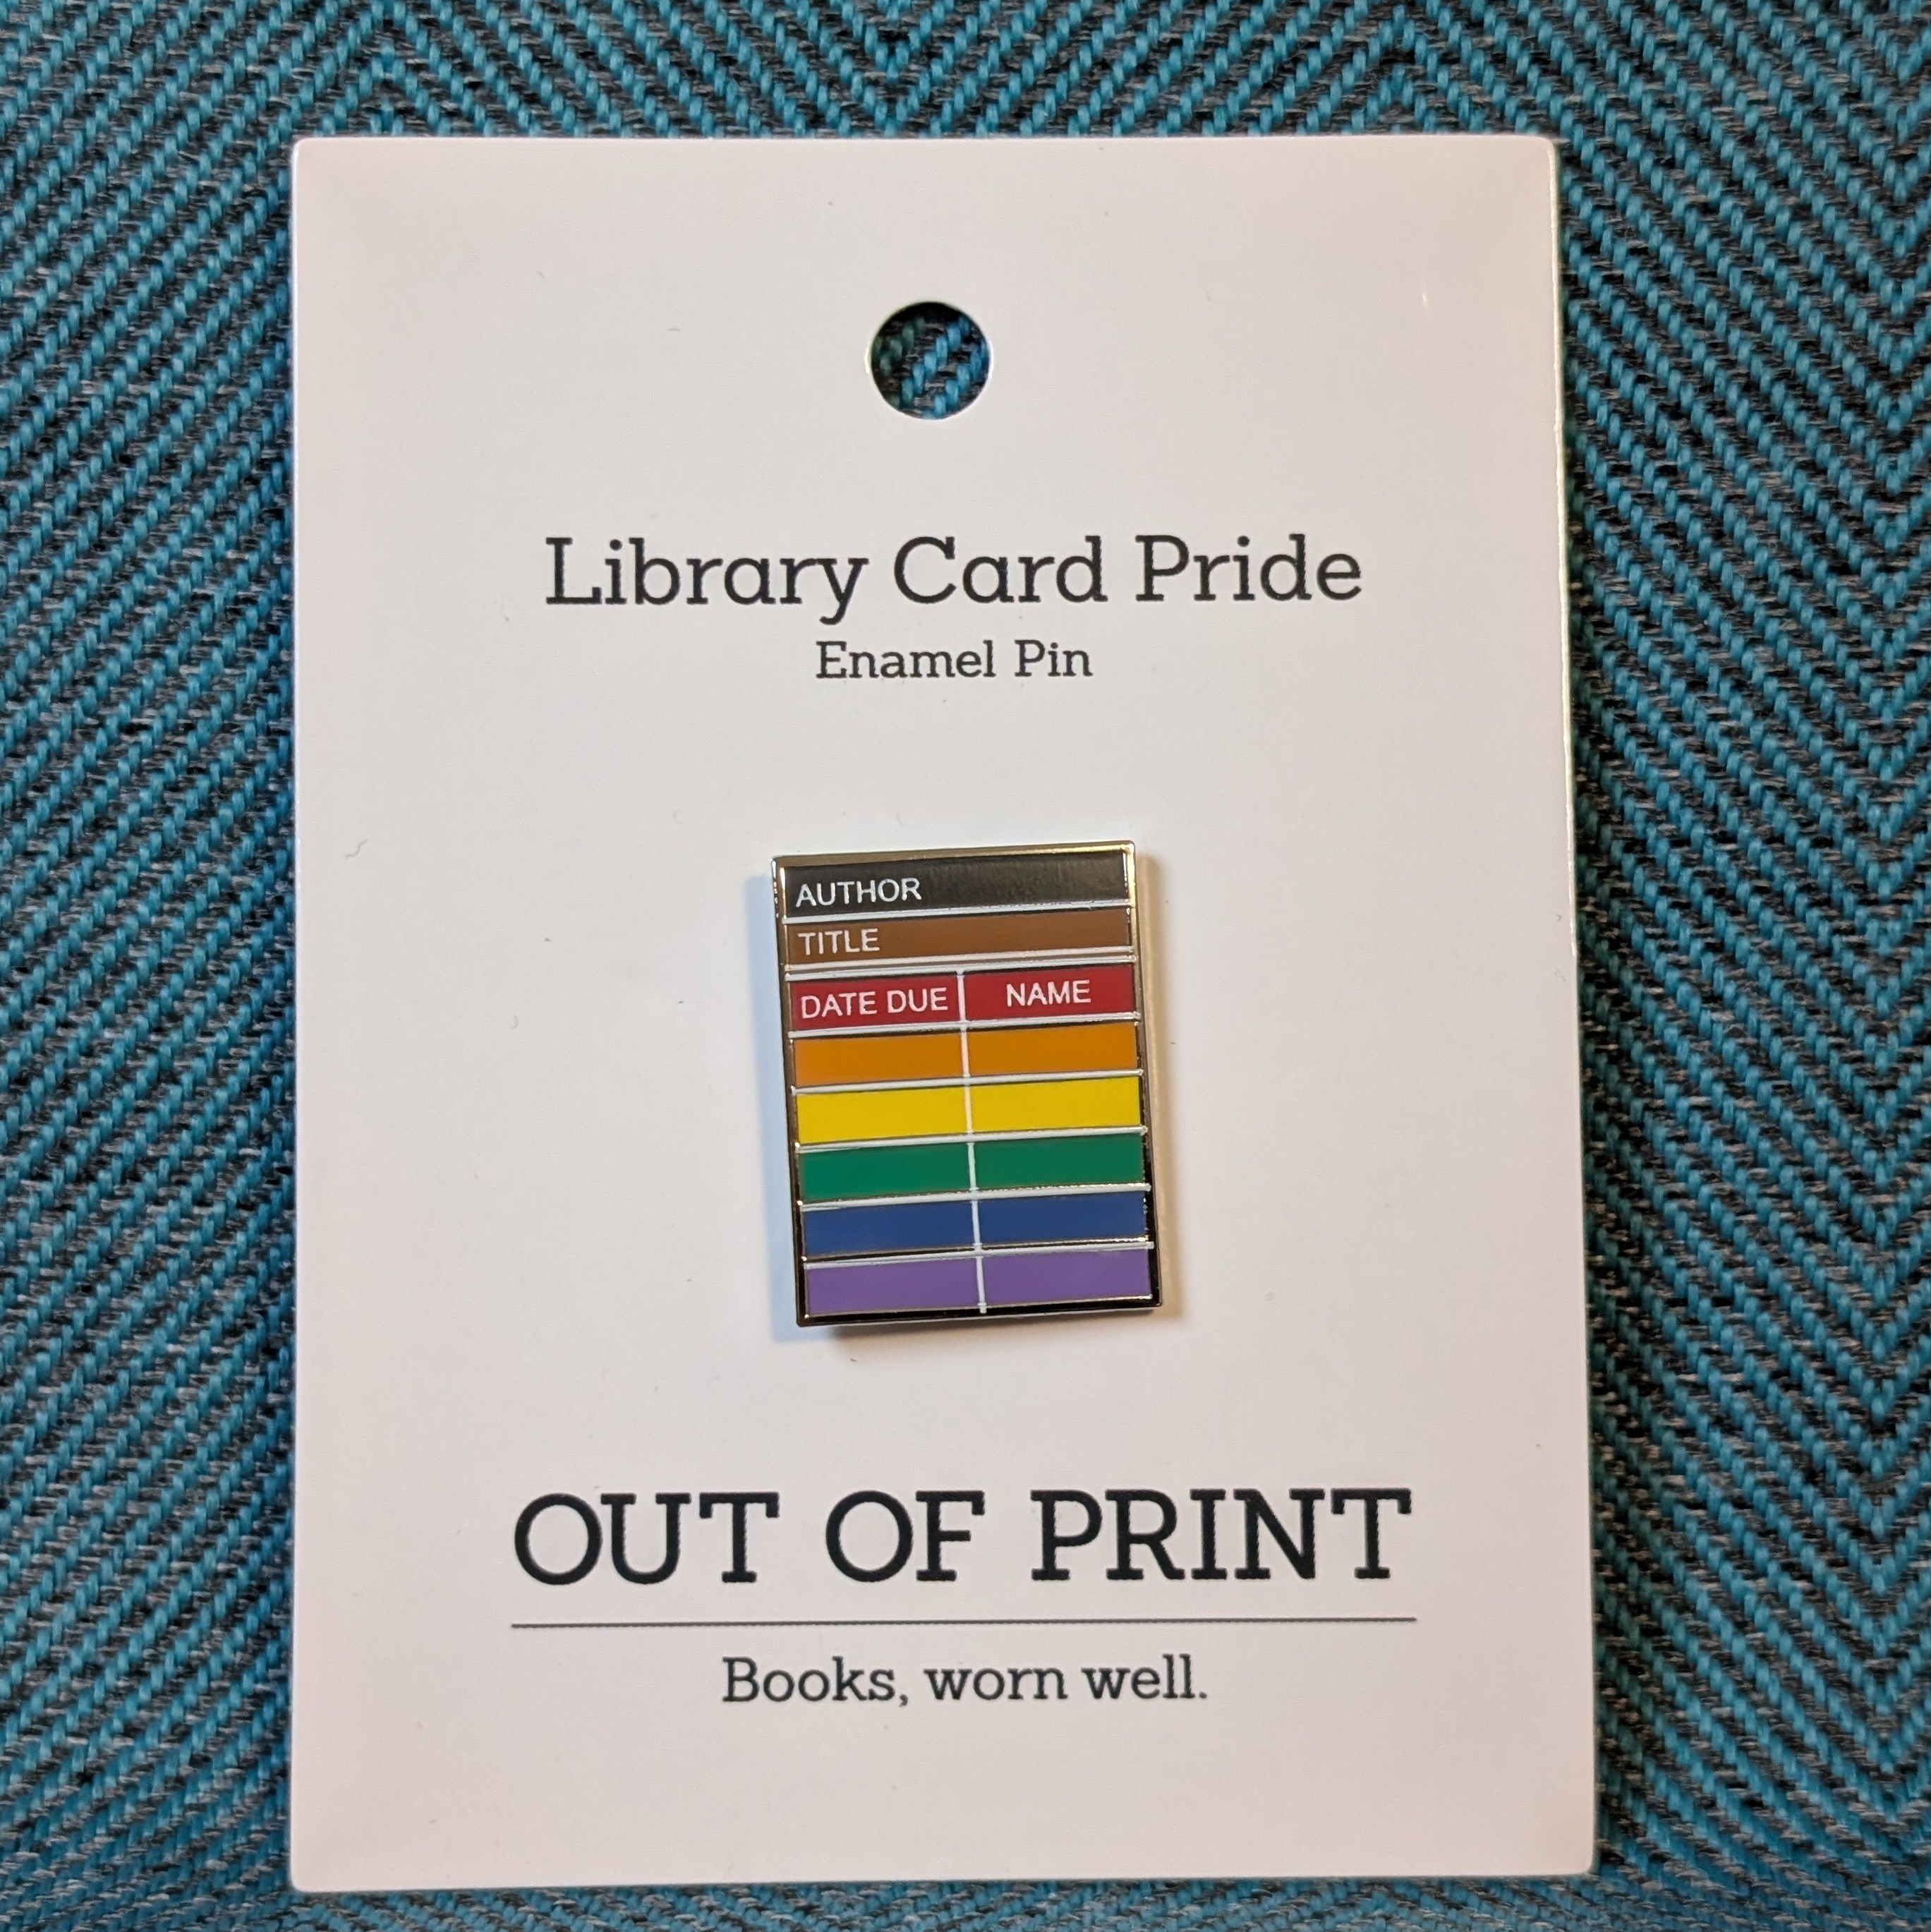 Library Card Pride
Enamel Pin
AUTHOR
TITLE
DATE DUE NAME
OUT OF PRINT
Books, worn well.